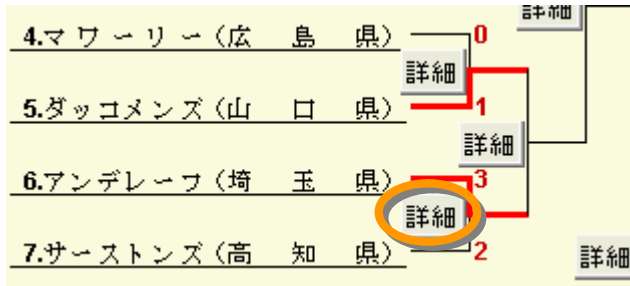 詳細
4.マワーリー(広 島 県) 0
詳細
5.ダッコメンズ(山 口 県) 1
詳細
6.アンデレーワ(埼 玉 県) 3
詳細
7.サーストンズ(高 知 県) 2
詳細